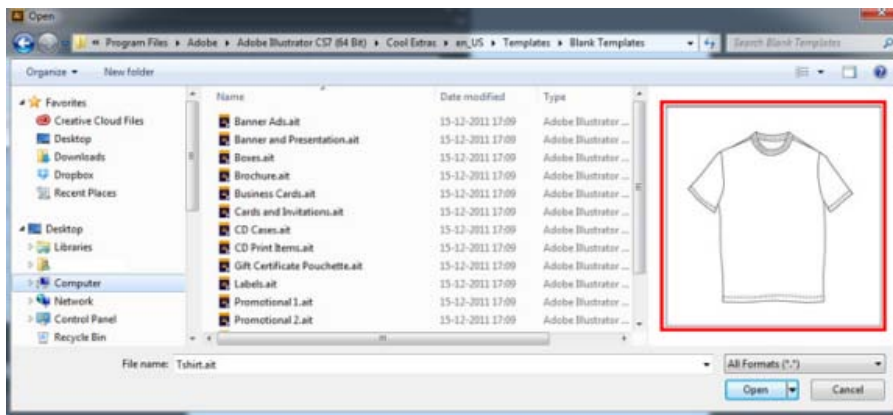 Open
« Program Files ▸ Adobe ▸ Adobe Illustrator CS7 (64 Bit) ▸ Cool Extras ▸ en_US ▸ Templates ▸ Blank Templates
Search Blank Templates
Organize
New folder
Name Date modified Type
Favorites
Creative Cloud Files
Desktop
Downloads
Dropbox
Recent Places
Desktop
Libraries
Computer
Network
Control Panel
Recycle Bin
Banner Ads.ait 15-12-2011 17:09 Adobe Illustrator ...
Banner and Presentation.ait 15-12-2011 17:09 Adobe Illustrator ...
Boxes.ait 15-12-2011 17:09 Adobe Illustrator ...
Brochure.ait 15-12-2011 17:09 Adobe Illustrator ...
Business Cards.ait 15-12-2011 17:09 Adobe Illustrator ...
Cards and Invitations.ait 15-12-2011 17:09 Adobe Illustrator ...
CD Cases.ait 15-12-2011 17:09 Adobe Illustrator ...
CD Print Items.ait 15-12-2011 17:09 Adobe Illustrator ...
Gift Certificate Pouchette.ait 15-12-2011 17:09 Adobe Illustrator ...
Labels.ait 15-12-2011 17:09 Adobe Illustrator ...
Promotional 1.ait 15-12-2011 17:09 Adobe Illustrator ...
Promotional 2.ait 15-12-2011 17:09 Adobe Illustrator ...
File name: Tshirt.ait
All Formats (*.*)
Open
Cancel